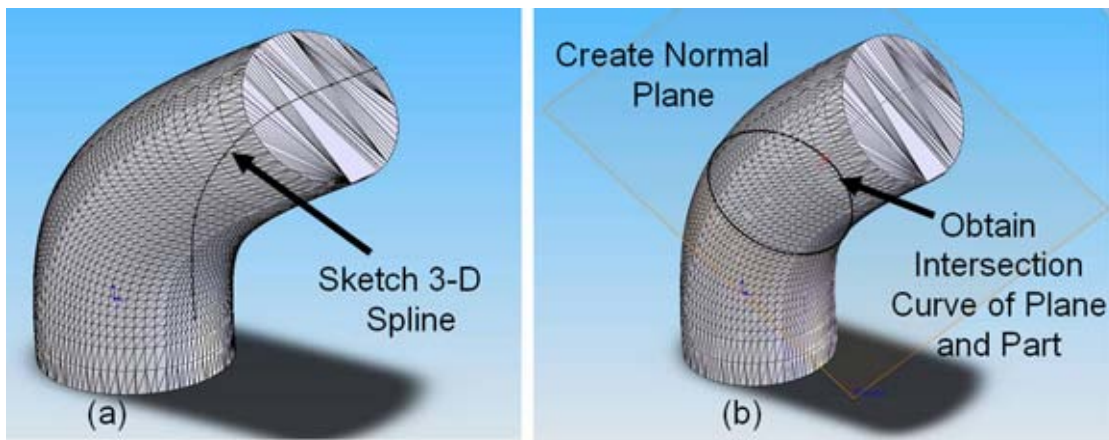 Sketch 3-D
Spline
(a)
Create Normal
Plane
Obtain
Intersection
Curve of Plane
and Part
(b)